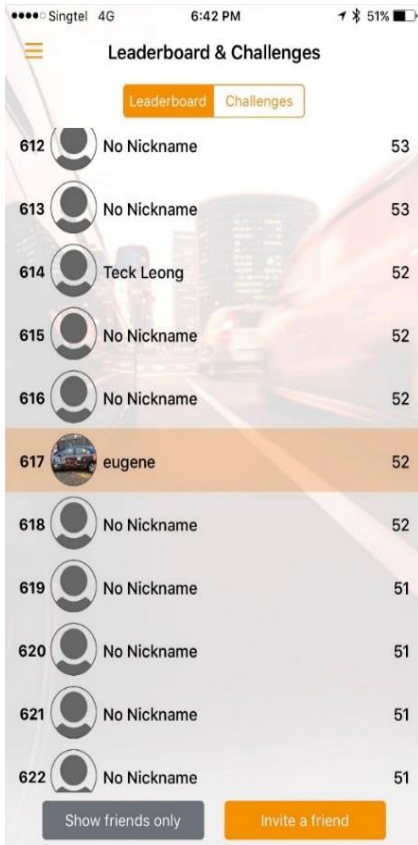 Singtel 4G 6:42 PM 51%
Leaderboard & Challenges
Leaderboard Challenges
612 No Nickname 53
613 No Nickname 53
614 Teck Leong 52
615 No Nickname 52
616 No Nickname 52
617 eugene 52
618 No Nickname 52
619 No Nickname 51
620 No Nickname 51
621 No Nickname 51
622 No Nickname 51
Show friends only Invite a friend